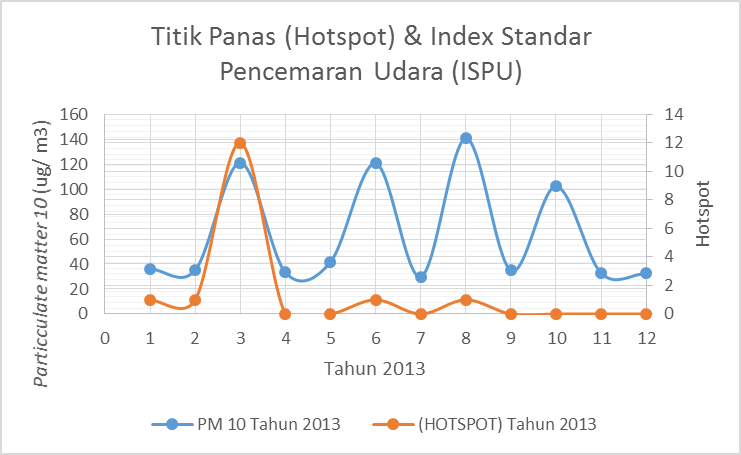 Titik Panas (Hotspot) & Index Standar
Pencemaran Udara (ISPU)
160
140
120
100
80
60
40
20
0
Particculate matter 10 (ug/ m3)
14
12
10
8
6
4
2
0
Hotspot
0 1 2 3 4 5 6 7 8 9 10 11 12
Tahun 2013
PM 10 Tahun 2013 (HOTSPOT) Tahun 2013